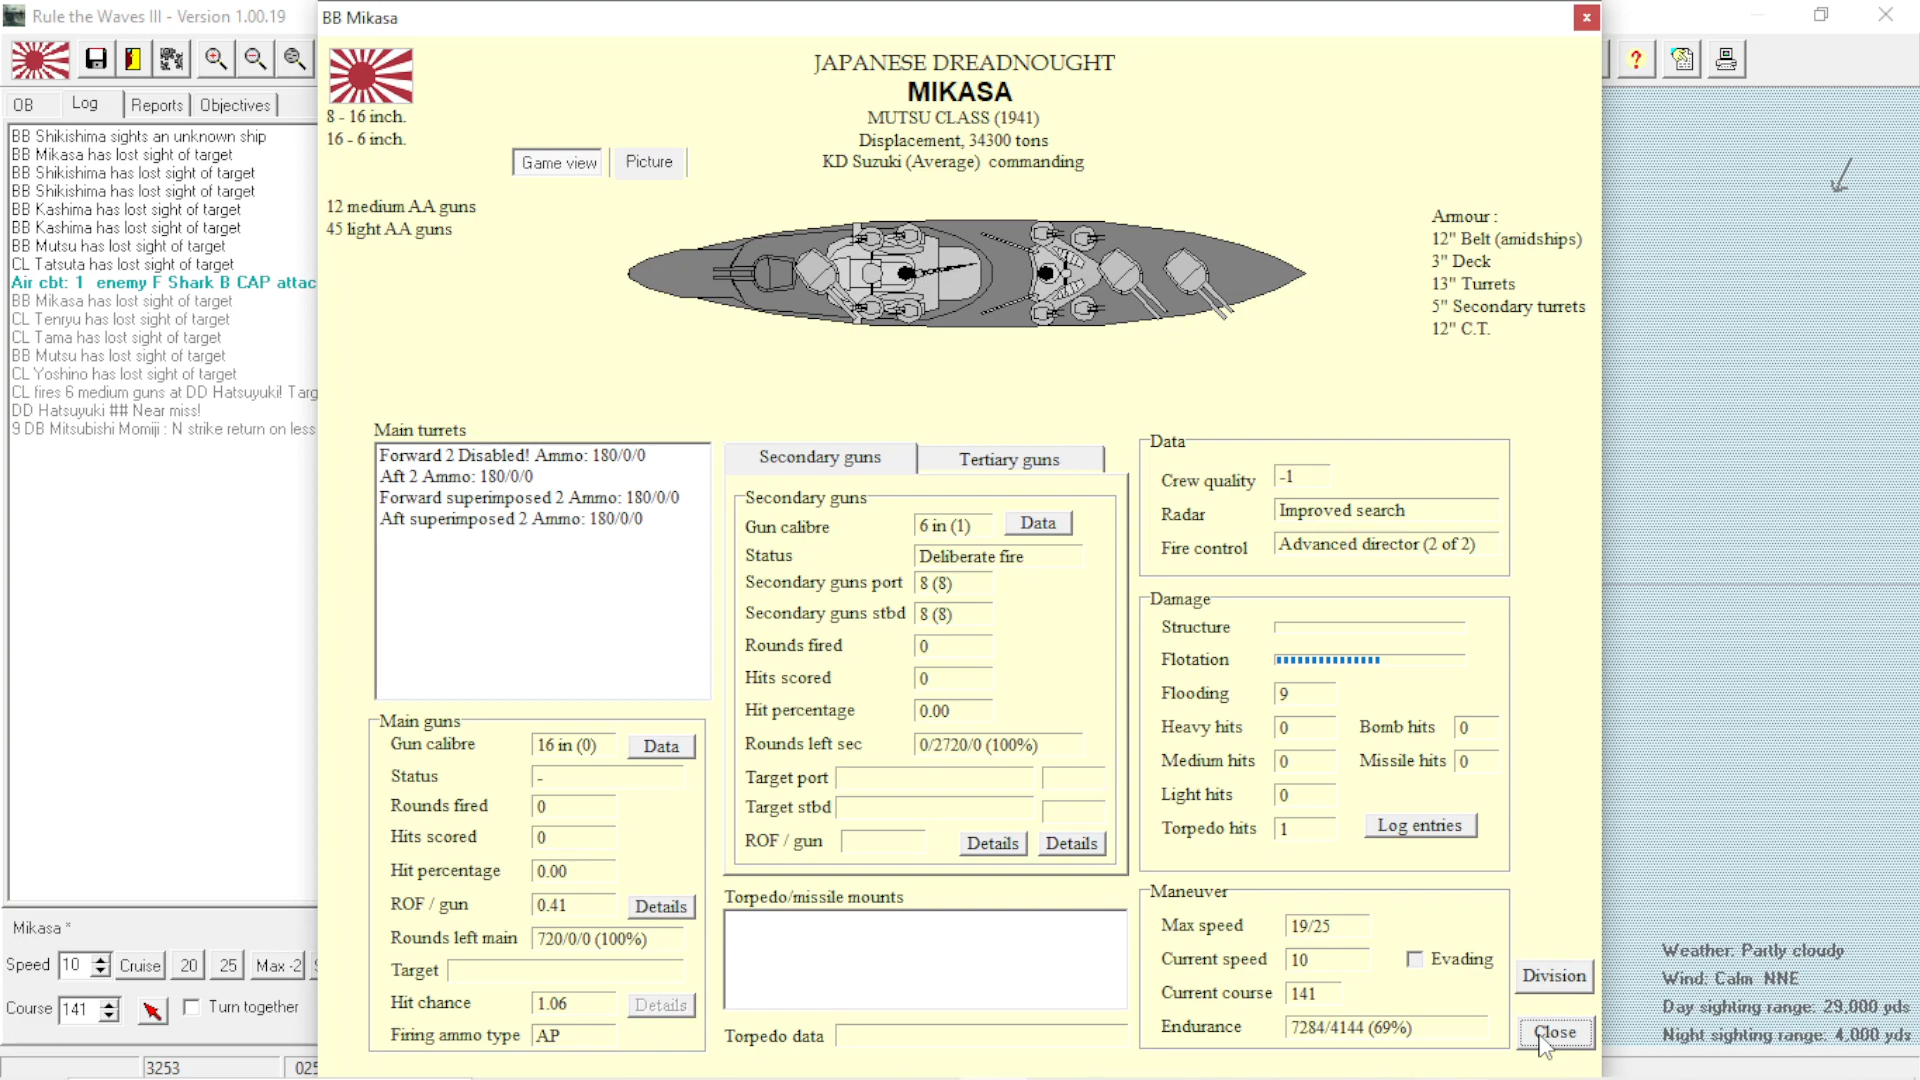 Rule the Waves III - Version 1.00.19
BB Mikasa
x
OB
Log
Reports
Objectives
?
BB Shikishima sights an unknown ship
BB Mikasa has lost sight of target
BB Shikishima has lost sight of target
BB Shikishima has lost sight of target
BB Kashima has lost sight of target
BB Kashima has lost sight of target
BB Mutsu has lost sight of target
CL Tatsuta has lost sight of target
Air cbt: 1 enemy F Shark B CAP attac
BB Mikasa has lost sight of target
CL Tenryu has lost sight of target
CL Tama has lost sight of target
BB Mutsu has lost sight of target
CL Yoshino has lost sight of target
CL fires 6 medium guns at DD Hatsuyuki! Targ
DD Hatsuyuki ## Near miss!
9 DB Mitsubishi Momiji : N strike return on less
Mikasa *
Speed 10 Cruise 20 25 Max -2
Course 141 Turn together
3253
JAPANESE DREADNOUGHT
MIKASA
MUTSU CLASS (1941)
Displacement, 34300 tons
KD Suzuki (Average) commanding
8 - 16 inch.
16 - 6 inch.
Game view
Picture
12 medium AA guns
45 light AA guns
Armour :
12" Belt (amidships)
3" Deck
13" Turrets
5" Secondary turrets
12" C.T.
Main turrets
Forward 2 Disabled! Ammo: 180/0/0
Aft 2 Ammo: 180/0/0
Forward superimposed 2 Ammo: 180/0/0
Aft superimposed 2 Ammo: 180/0/0
Main guns
Gun calibre 16 in (0) Data
Status -
Rounds fired 0
Hits scored 0
Hit percentage 0.00
ROF / gun 0.41 Details
Rounds left main 720/0/0 (100%)
Target
Hit chance 1.06 Details
Firing ammo type AP
Secondary guns
Tertiary guns
Secondary guns
Gun calibre 6 in (1) Data
Status Deliberate fire
Secondary guns port 8 (8)
Secondary guns stbd 8 (8)
Rounds fired 0
Hits scored 0
Hit percentage 0.00
Rounds left sec 0/2720/0 (100%)
Target port
Target stbd
ROF / gun Details Details
Torpedo/missile mounts
Torpedo data
Data
Crew quality -1
Radar Improved search
Fire control Advanced director (2 of 2)
Damage
Structure
Flotation
Flooding 9
Heavy hits 0 Bomb hits 0
Medium hits 0 Missile hits 0
Light hits 0
Torpedo hits 1 Log entries
Maneuver
Max speed 19/25
Current speed 10 Evading
Current course 141
Endurance 7284/4144 (69%)
Division
Close
Weather: Partly cloudy
Wind: Calm NNE
Day sighting range: 29,000 yds
Night sighting range: 4,000 yds